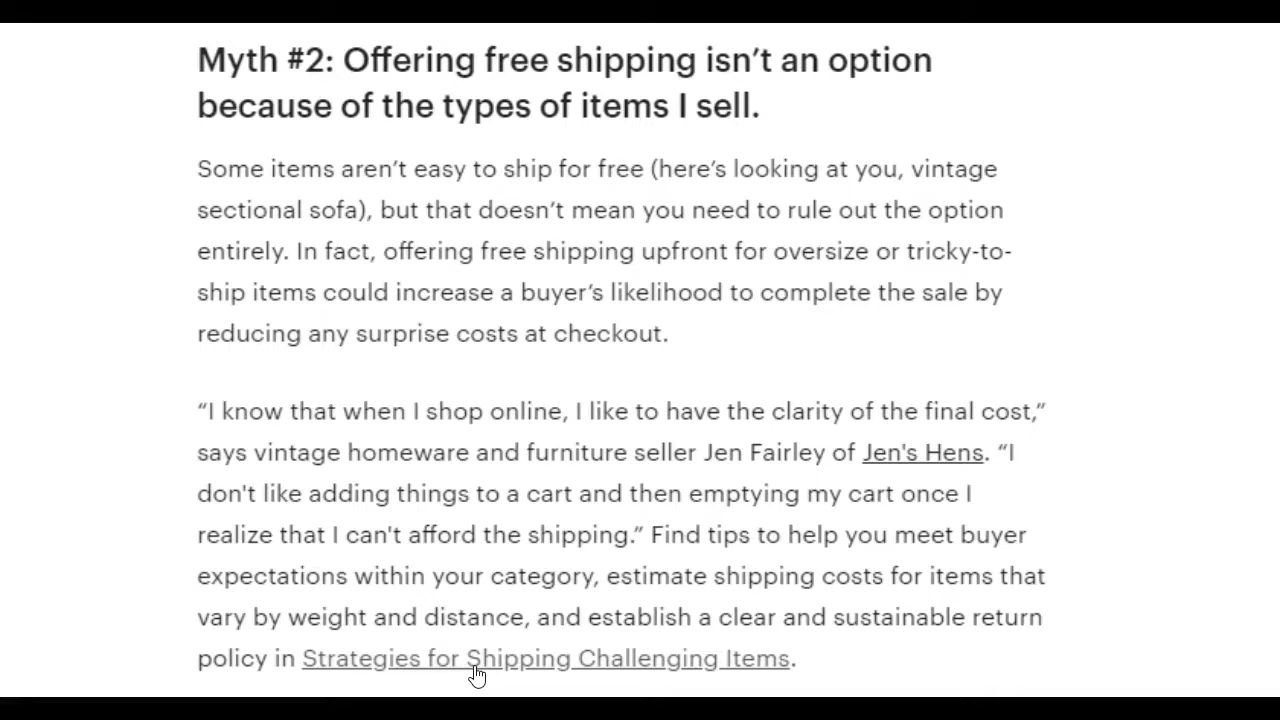 Myth #2: Offering free shipping isn’t an option
because of the types of items I sell.
Some items aren’t easy to ship for free (here’s looking at you, vintage
sectional sofa), but that doesn’t mean you need to rule out the option
entirely. In fact, offering free shipping upfront for oversize or tricky-to-
ship items could increase a buyer’s likelihood to complete the sale by
reducing any surprise costs at checkout.
“I know that when I shop online, I like to have the clarity of the final cost,”
says vintage homeware and furniture seller Jen Fairley of Jen's Hens. “I
don't like adding things to a cart and then emptying my cart once I
realize that I can't afford the shipping.” Find tips to help you meet buyer
expectations within your category, estimate shipping costs for items that
vary by weight and distance, and establish a clear and sustainable return
policy in Strategies for Shipping Challenging Items.